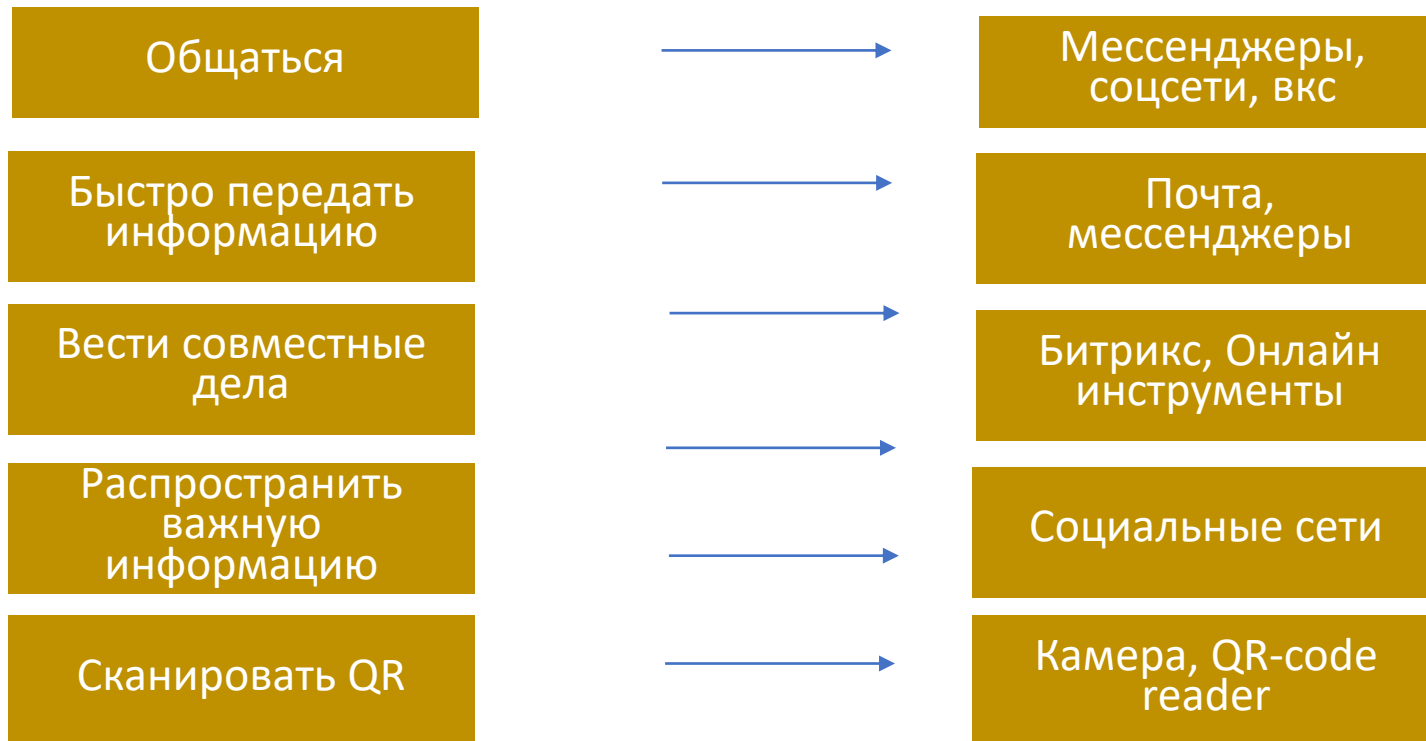 Общаться
Мессенджеры,
соцсети, вкс
Быстро передать
информацию
Почта,
мессенджеры
Вести совместные
дела
Битрикс, Онлайн
инструменты
Распространить
важную
информацию
Социальные сети
Сканировать QR
Камера, QR-code
reader